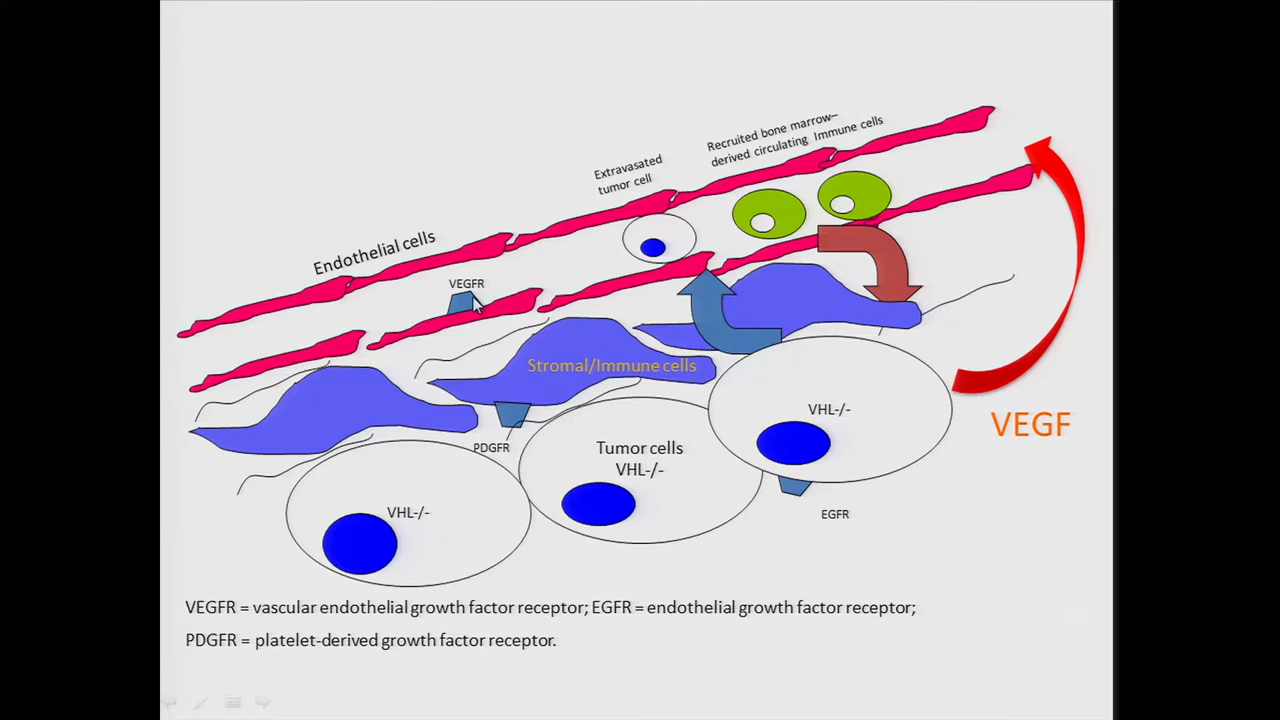 Recruited bone marrow–
derived circulating Immune cells
Extravasated
tumor cell
Endothelial cells
VEGFR
Stromal/Immune cells
VHL-/-
VEGF
PDGFR
Tumor cells
VHL-/-
VHL-/-
EGFR
VEGFR = vascular endothelial growth factor receptor; EGFR = endothelial growth factor receptor;
PDGFR = platelet-derived growth factor receptor.